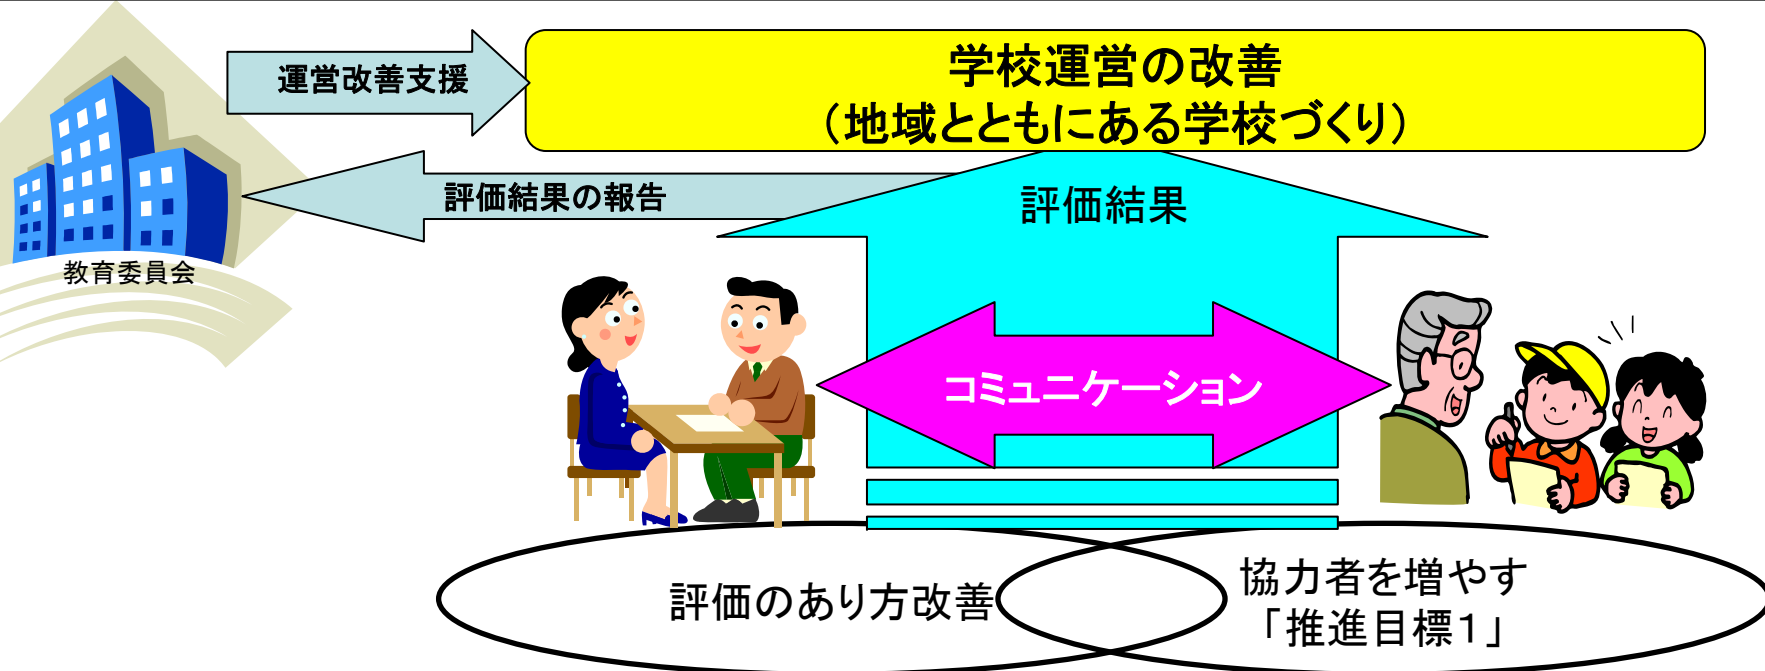 運営改善支援
学校運営の改善
（地域とともにある学校づくり）
評価結果の報告
評価結果
教育委員会
コミュニケーション
評価のあり方改善
協力者を増やす
「推進目標１」